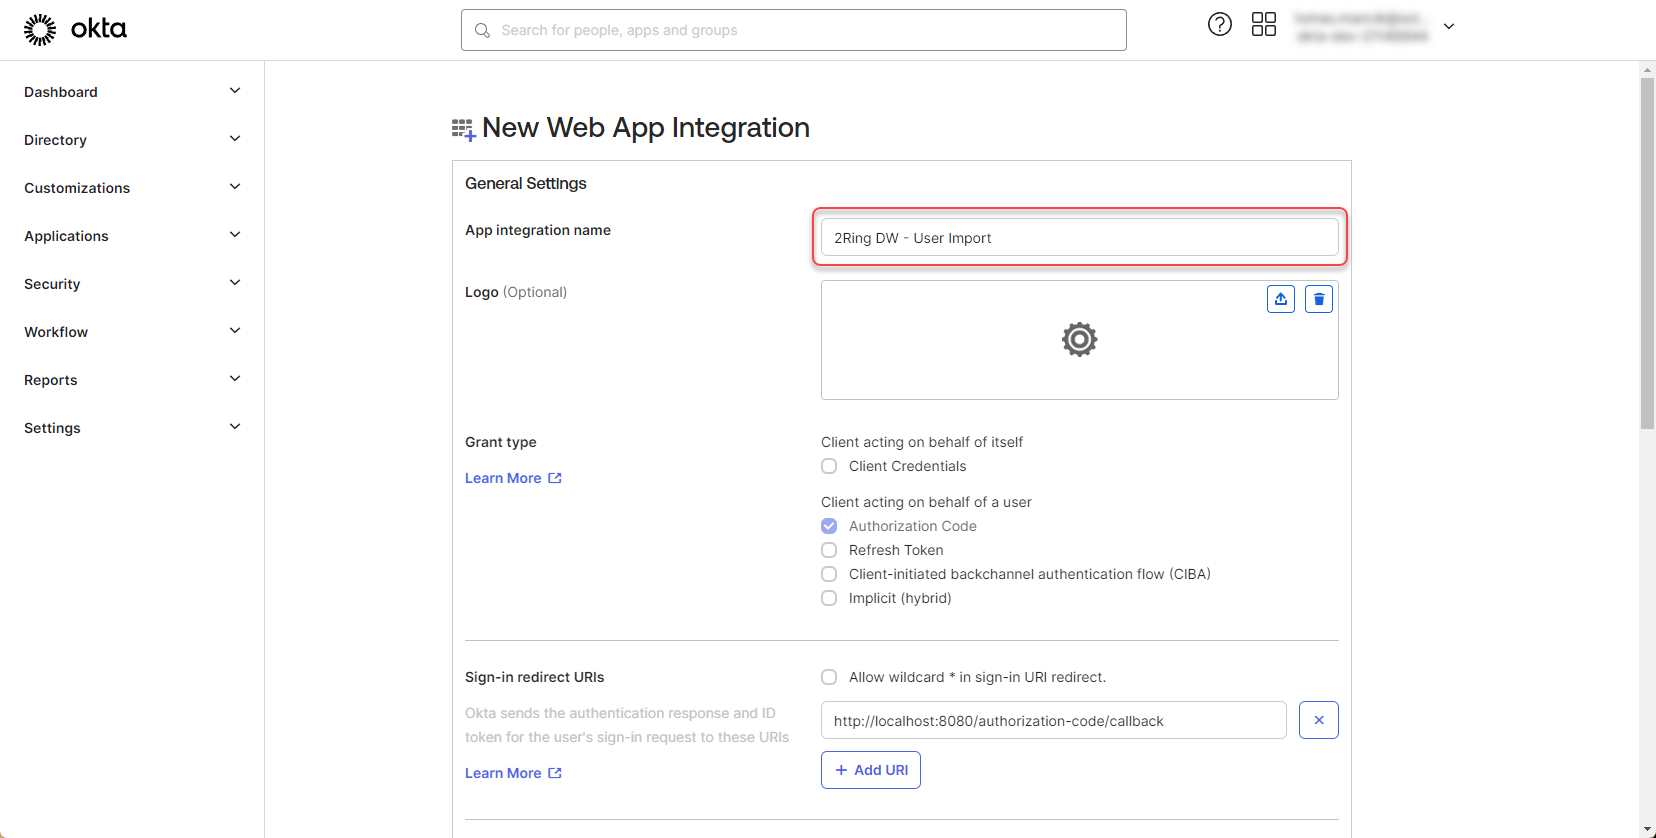 okta
Search for people, apps and groups
Dashboard
Directory
Customizations
Applications
Security
Workflow
Reports
Settings
New Web App Integration
General Settings
App integration name
2Ring DW - User Import
Logo (Optional)
Grant type
Learn More
Client acting on behalf of itself
Client Credentials
Client acting on behalf of a user
Authorization Code
Refresh Token
Client-initiated backchannel authentication flow (CIBA)
Implicit (hybrid)
Sign-in redirect URIs
Okta sends the authentication response and ID
token for the user's sign-in request to these URIs
Learn More
Allow wildcard * in sign-in URI redirect.
http://localhost:8080/authorization-code/callback
+ Add URI